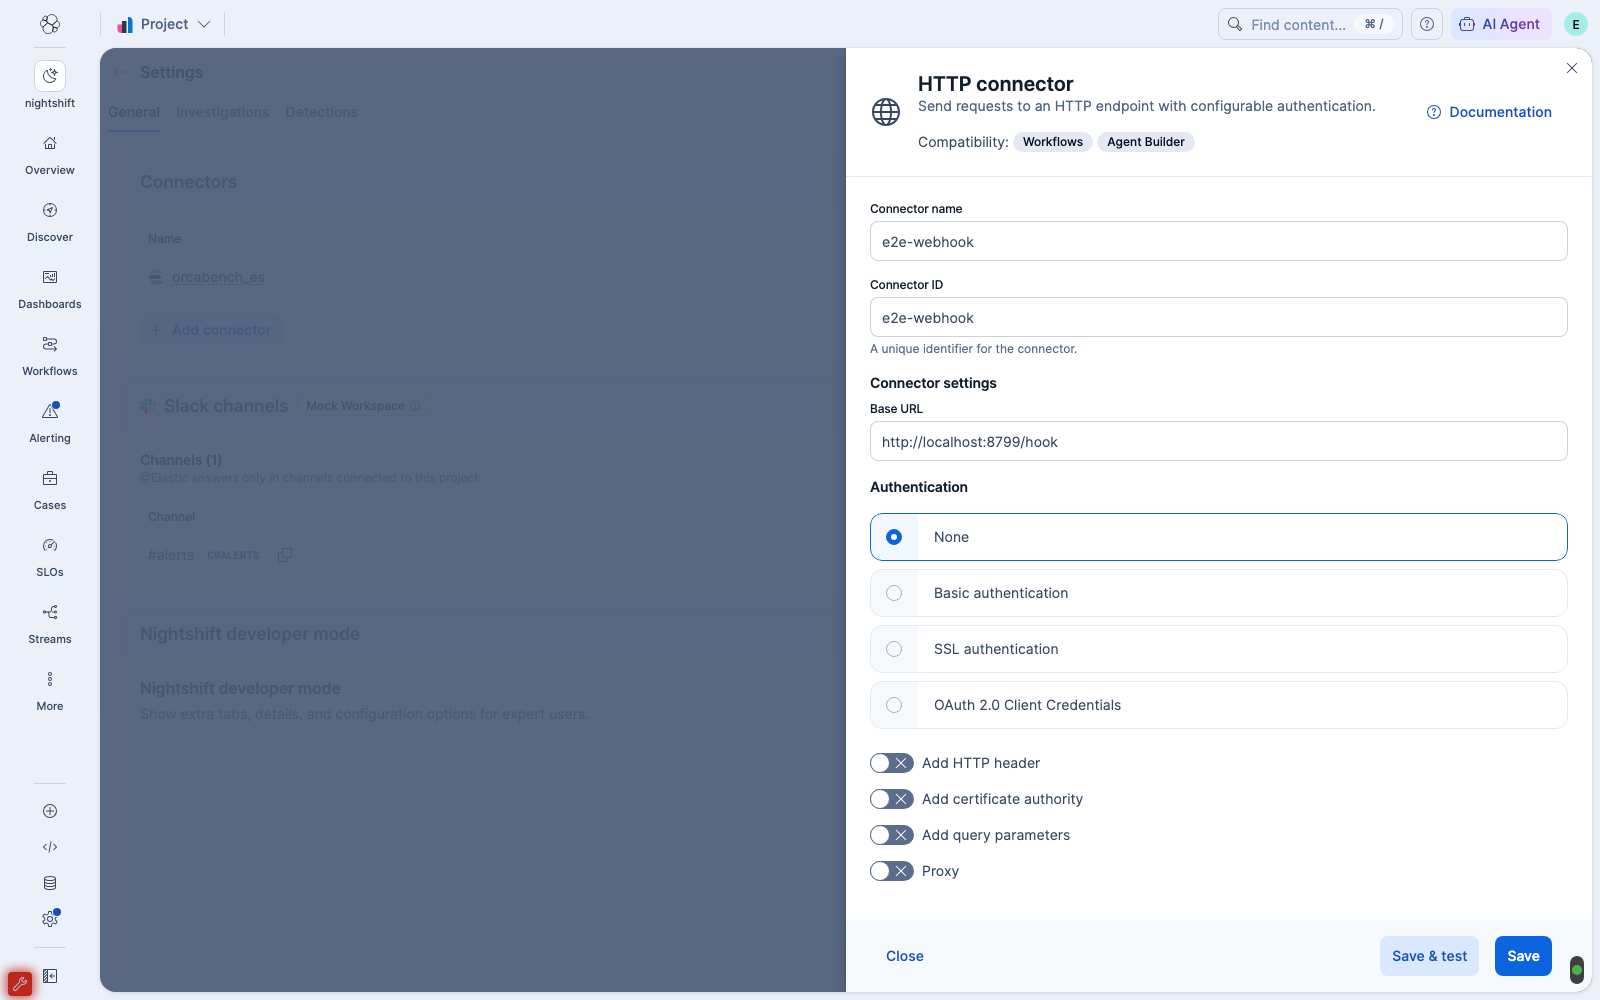 Project
Find content...
⌘ /
AI Agent
E
nightshift
Overview
Discover
Dashboards
Workflows
Alerting
Cases
SLOs
Streams
More
Settings
General
Investigations
Detections
Connectors
Name
orcabench_es
Add connector
Slack channels
Mock Workspace
Channels (1)
@Elastic answers only in channels connected to this project.
Channel
#alerts
C0ALERTS
Nightshift developer mode
Nightshift developer mode
Show extra tabs, details, and configuration options for expert users.
HTTP connector
Send requests to an HTTP endpoint with configurable authentication.
Compatibility:
Workflows
Agent Builder
Documentation
Connector name
e2e-webhook
Connector ID
e2e-webhook
A unique identifier for the connector.
Connector settings
Base URL
http://localhost:8799/hook
Authentication
None
Basic authentication
SSL authentication
OAuth 2.0 Client Credentials
Add HTTP header
Add certificate authority
Add query parameters
Proxy
Close
Save & test
Save